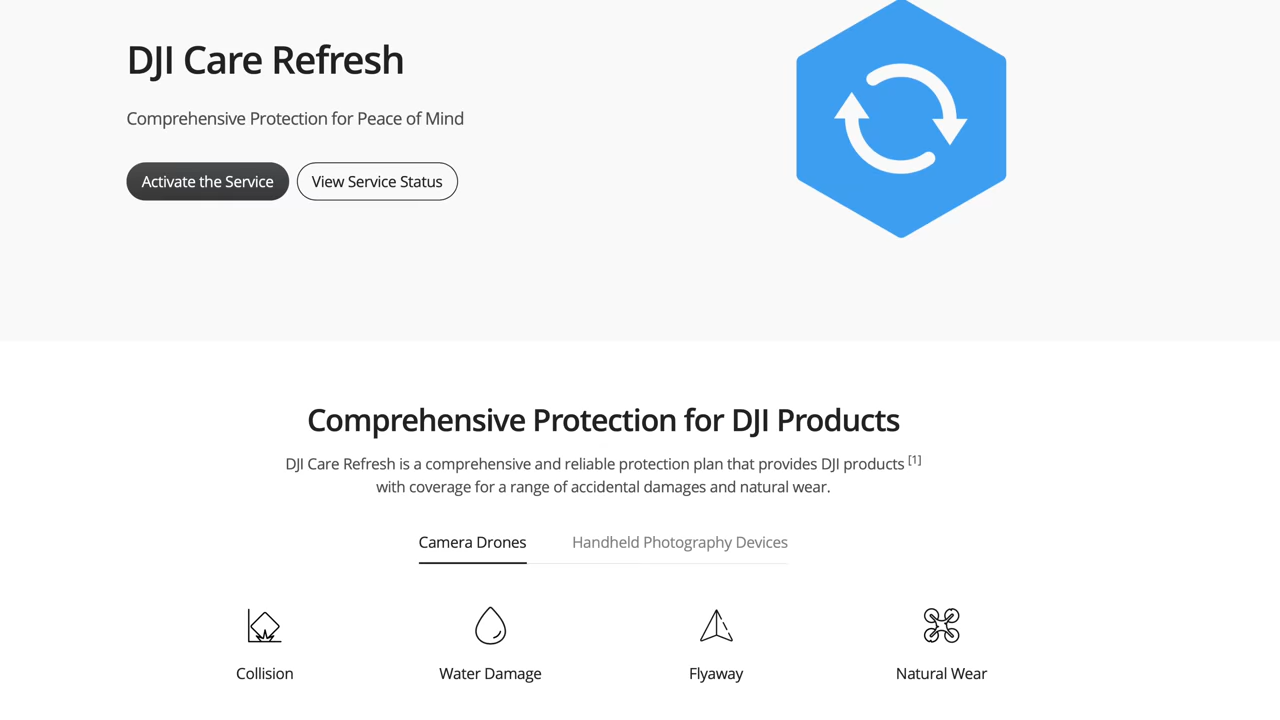 DJI Care Refresh
Comprehensive Protection for Peace of Mind
Activate the Service
View Service Status
Comprehensive Protection for DJI Products
DJI Care Refresh is a comprehensive and reliable protection plan that provides DJI products [1]
with coverage for a range of accidental damages and natural wear.
Camera Drones
Handheld Photography Devices
Collision
Water Damage
Flyaway
Natural Wear